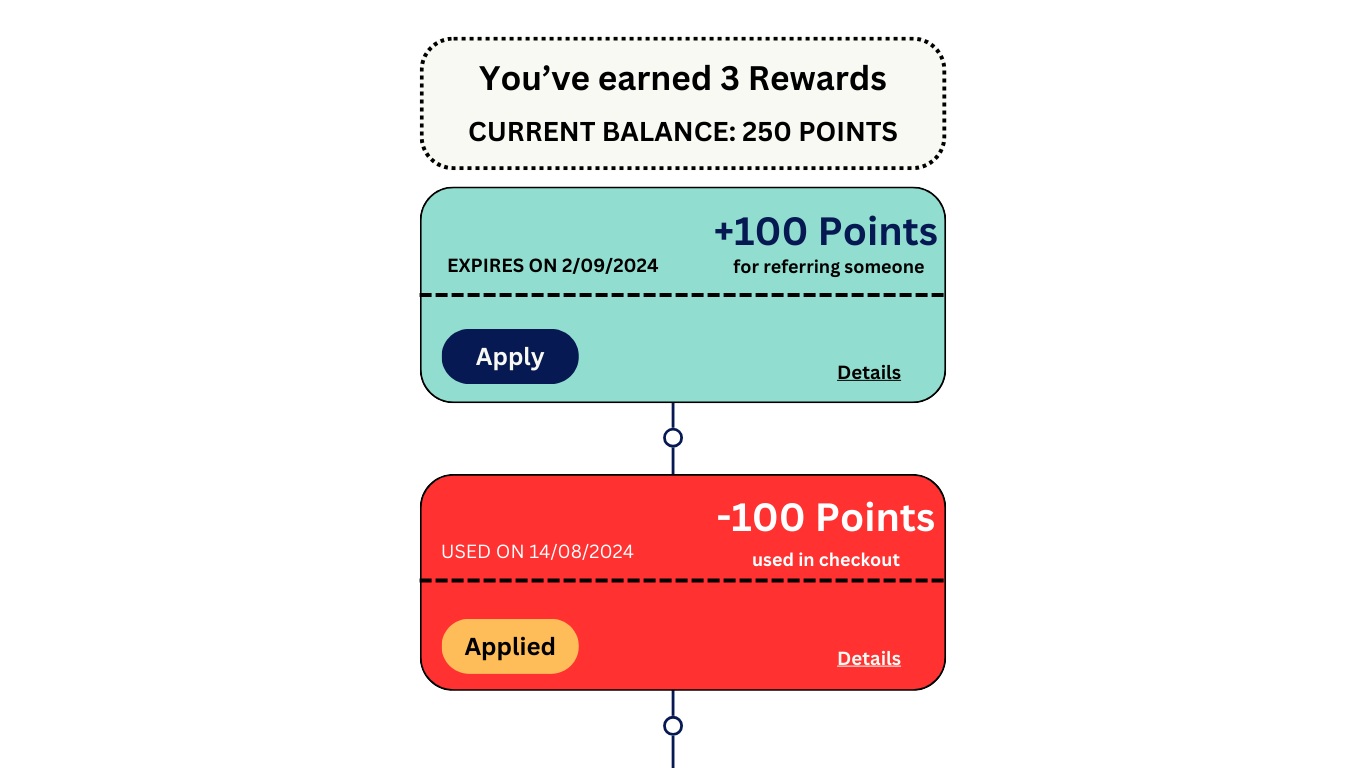 You’ve earned 3 Rewards
CURRENT BALANCE: 250 POINTS
+100 Points
EXPIRES ON 2/09/2024
for referring someone
Apply
Details
-100 Points
USED ON 14/08/2024
used in checkout
Applied
Details